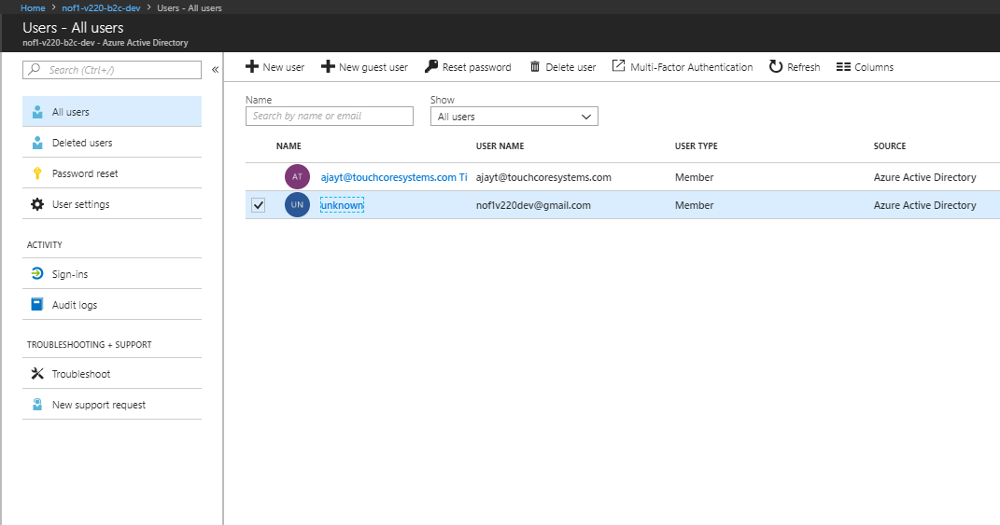 Home > nof1-v220-b2c-dev > Users - All users
Users - All users
nof1-v220-b2c-dev - Azure Active Directory
Search (Ctrl+/)
«
All users
Deleted users
Password reset
User settings
ACTIVITY
Sign-ins
Audit logs
TROUBLESHOOTING + SUPPORT
Troubleshoot
New support request
New user New guest user Reset password Delete user Multi-Factor Authentication Refresh Columns
Name Show
Search by name or email All users
NAME USER NAME USER TYPE SOURCE
AT ajayt@touchcoresystems.com Ti ajayt@touchcoresystems.com Member Azure Active Directory
UN unknown nof1v220dev@gmail.com Member Azure Active Directory